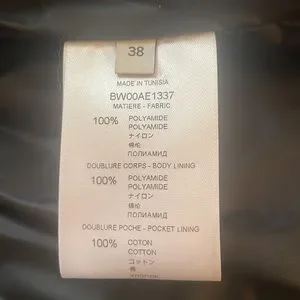 38
MADE IN TUNISIA
BW00AE1337
MATIERE - FABRIC
100% POLYAMIDE
POLYAMIDE
ナイロン
锦纶
ПОЛИАМИД
DOUBLURE CORPS - BODY LINING
100% POLYAMIDE
POLYAMIDE
ナイロン
锦纶
ПОЛИАМИД
DOUBLURE POCHE - POCKET LINING
100% COTON
COTTON
コットン
棉